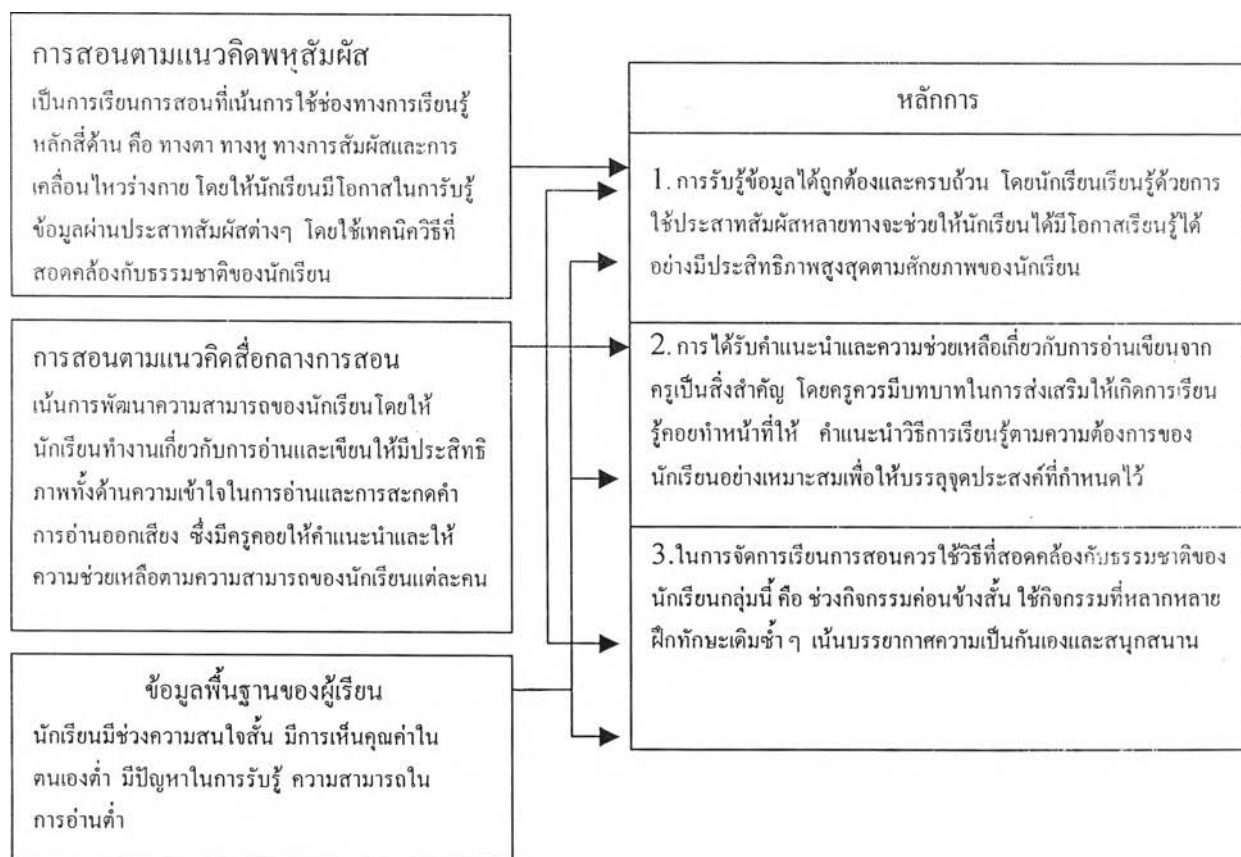 การสอนตามแนวคิดพหุสัมผัส
เป็นการเรียนการสอนที่เน้นการใช้ช่องทางการเรียนรู้
หลักสี่ด้าน คือ ทางตา ทางหู ทางการสัมผัสและการ
เคลื่อนไหวร่างกาย โดยให้นักเรียนมีโอกาสในการับรู้
ข้อมูลผ่านประสาทสัมผัสต่างๆ โดยใช้เทคนิควิธีที่
สอดคล้องกับธรรมชาติของนักเรียน
การสอนตามแนวคิดสื่อกลางการสอน
เน้นการพัฒนาความสามารถของนักเรียนโดยให้
นักเรียนทำงานเกี่ยวกับการอ่านและเขียนให้มีประสิทธิ
ภาพทั้งด้านความเข้าใจในการอ่านและการสะกดคำ
การอ่านออกเสียง ซึ่งมีครูคอยให้คำแนะนำและให้
ความช่วยเหลือตามความสามารถของนักเรียนแต่ละคน
ข้อมูลพื้นฐานของผู้เรียน
นักเรียนมีช่วงความสนใจสั้น มีการเห็นคุณค่าใน
ตนเองต่ำ มีปัญหาในการรับรู้ ความสามารถใน
การอ่านต่ำ
หลักการ
1. การรับรู้ข้อมูลได้ถูกต้องและครบถ้วน โดยนักเรียนเรียนรู้ด้วยการ
ใช้ประสาทสัมผัสหลายทางจะช่วยให้นักเรียนได้มีโอกาสเรียนรู้ได้
อย่างมีประสิทธิภาพสูงสุดตามศักยภาพของนักเรียน
2. การได้รับคำแนะนำและความช่วยเหลือเกี่ยวกับการอ่านเขียนจาก
ครูเป็นสิ่งสำคัญ โดยครูควรมีบทบาทในการส่งเสริมให้เกิดการเรียน
รู้คอยทำหน้าที่ให้ คำแนะนำวิธีการเรียนรู้ตามความต้องการของ
นักเรียนอย่างเหมาะสมเพื่อให้บรรลุจุดประสงค์ที่กำหนดไว้
3.ในการจัดการเรียนการสอนควรใช้วิธีที่สอดคล้องกับธรรมชาติของ
นักเรียนกลุ่มนี้ คือ ช่วงกิจกรรมค่อนข้างสั้น ใช้กิจกรรมที่หลากหลาย
ฝึกทักษะเดิมซ้ำ ๆ เน้นบรรยากาศความเป็นกันเองและสนุกสนาน